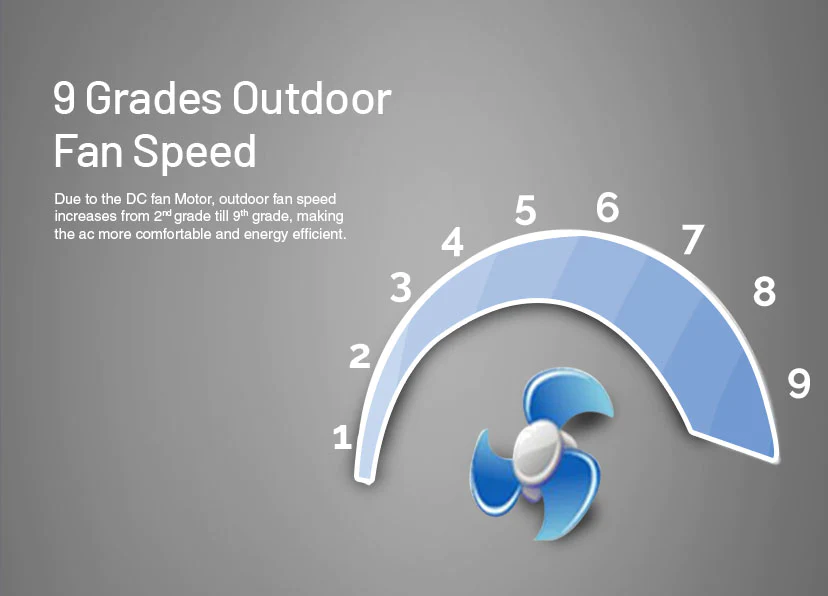 9 Grades Outdoor
Fan Speed
Due to the DC fan Motor, outdoor fan speed
increases from 2nd grade till 9th grade, making
the ac more comfortable and energy efficient.
1
2
3
4
5
6
7
8
9